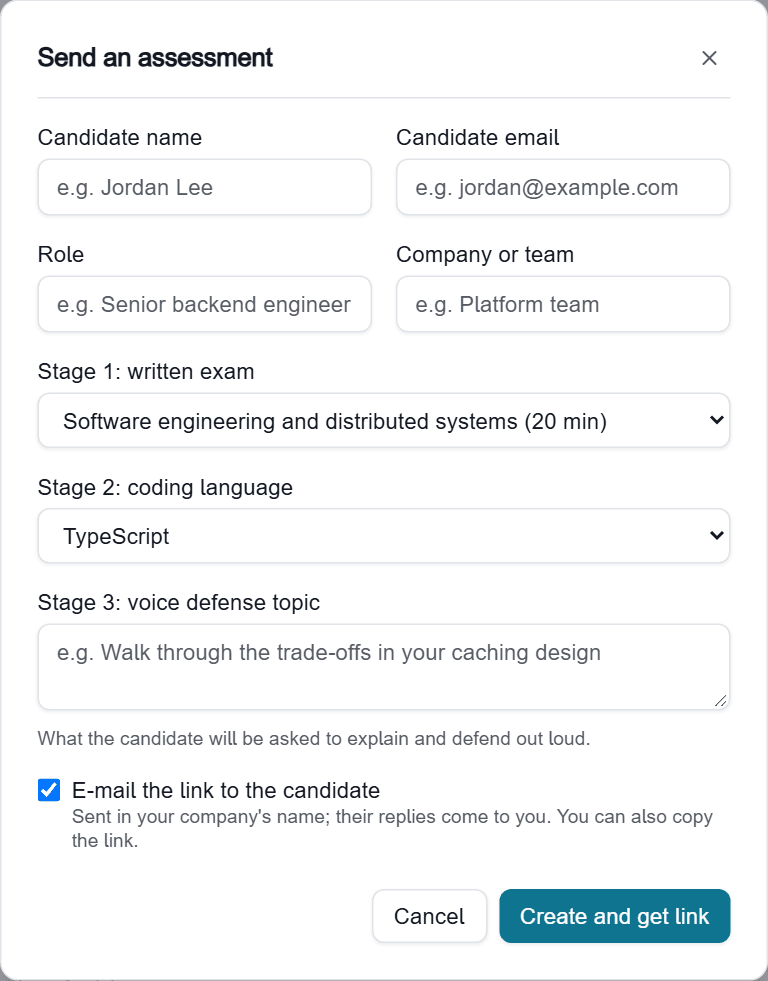 Send an assessment
Candidate name
Candidate email
e.g. Jordan Lee
e.g. jordan@example.com
Role
Company or team
e.g. Senior backend engineer
e.g. Platform team
Stage 1: written exam
Software engineering and distributed systems (20 min)
Stage 2: coding language
TypeScript
Stage 3: voice defense topic
e.g. Walk through the trade-offs in your caching design
What the candidate will be asked to explain and defend out loud.
E-mail the link to the candidate
Sent in your company's name; their replies come to you. You can also copy
the link.
Cancel
Create and get link